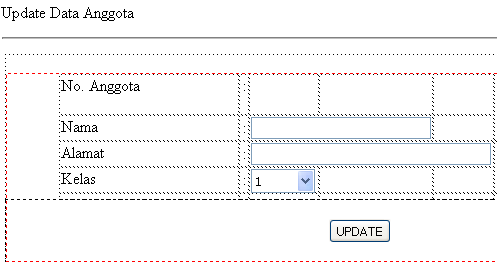 Update Data Anggota
No. Anggota :
Nama :
Alamat :
Kelas : 1
UPDATE